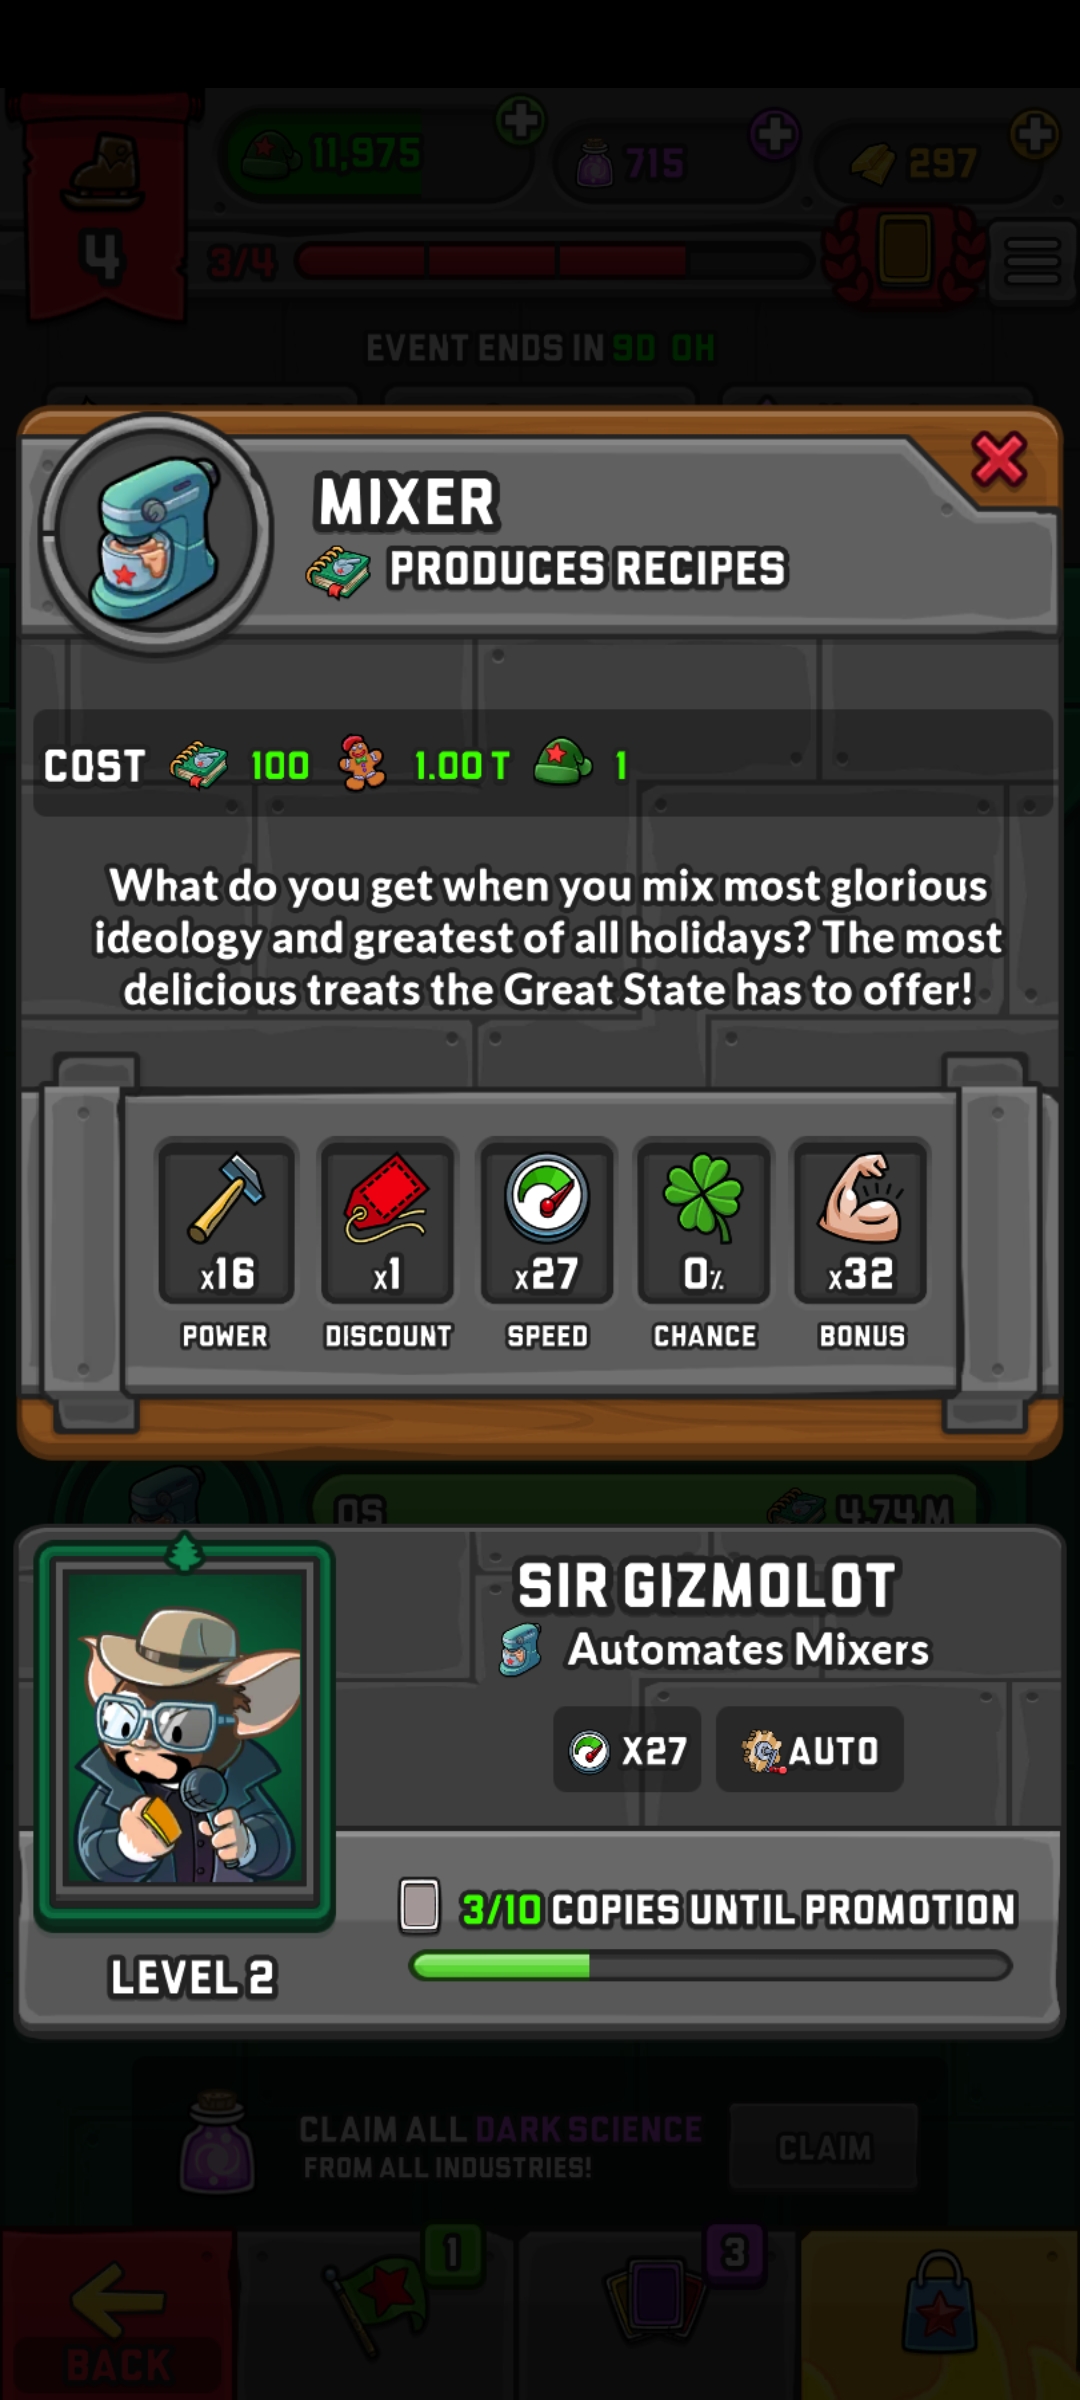 11,975
715
297
4
3/4
EVENT ENDS IN 9D 0H
MIXER
PRODUCES RECIPES
COST 100 1.00 T 1
What do you get when you mix most glorious
ideology and greatest of all holidays? The most
delicious treats the Great State has to offer!
x16 x1 x27 0% x32
POWER DISCOUNT SPEED CHANCE BONUS
0S 4.74 M
SIR GIZMOLOT
Automates Mixers
X27 AUTO
3/10 COPIES UNTIL PROMOTION
LEVEL 2
CLAIM ALL DARK SCIENCE
FROM ALL INDUSTRIES!
CLAIM
1 3
BACK